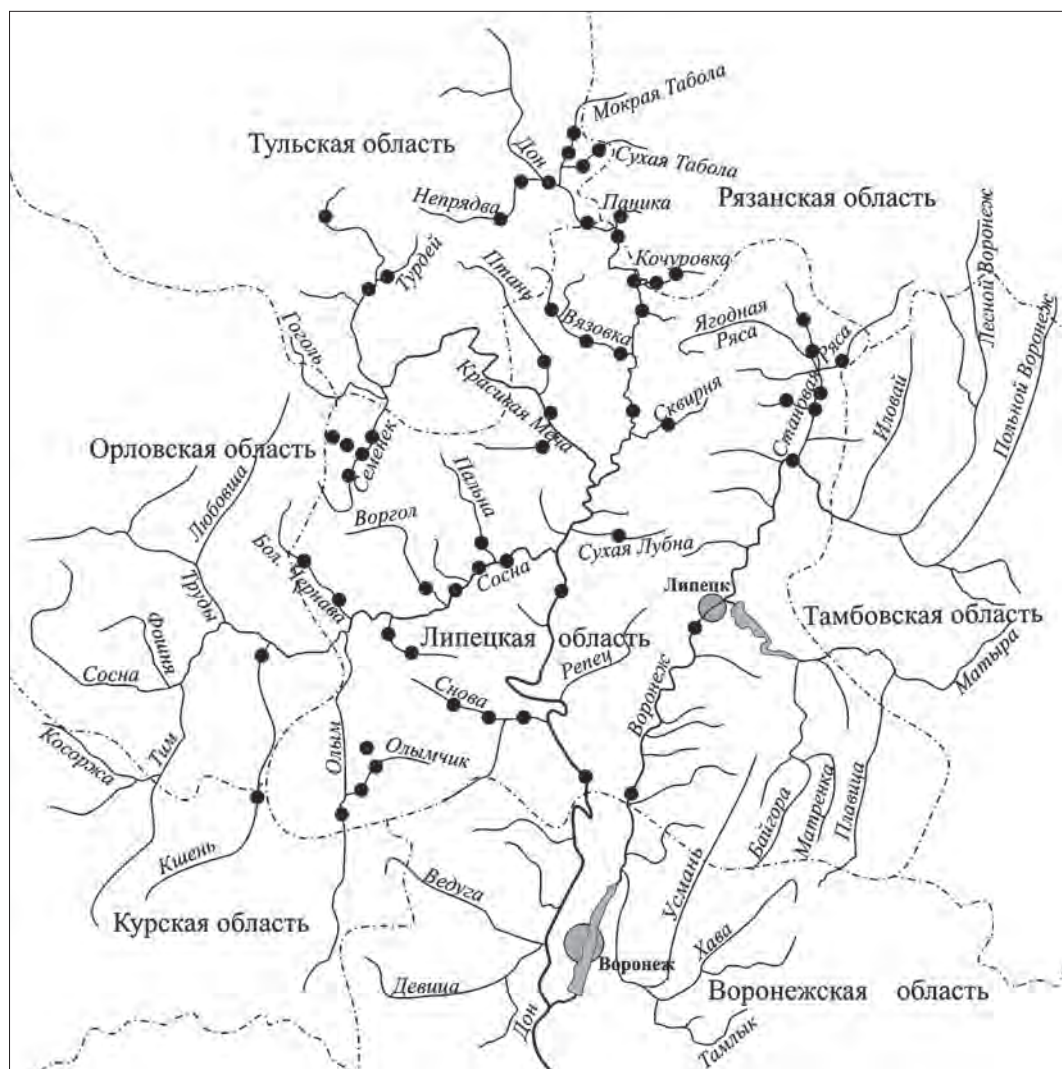 Мокрая Табола
Тульская область
Дон
Сухая Табола
Непрядва
Паника
Рязанская область
Лесной Воронеж
Турдей
Птань
Кочуровка
Гоголь
Вязовка
Ягодная
Ряса
Становая Ряса
Иловай
Польной Воронеж
Красивая Меча
Сквирня
Орловская область
Семенек
Любовша
Пальна
Воргол
Бол. Чернава
Сосна
Сухая Лубна
Труды
Липецк
Тамбовская область
Фошня
Липецкая область
Репец
Матыра
Сосна
Снова
Воронеж
Косоржа
Тим
Олым
Олымчик
Байгора
Матренка
Плавица
Кшень
Ведуга
Усмань
Курская область
Хава
Воронеж
Девица
Воронежская область
Дон
Тамлык